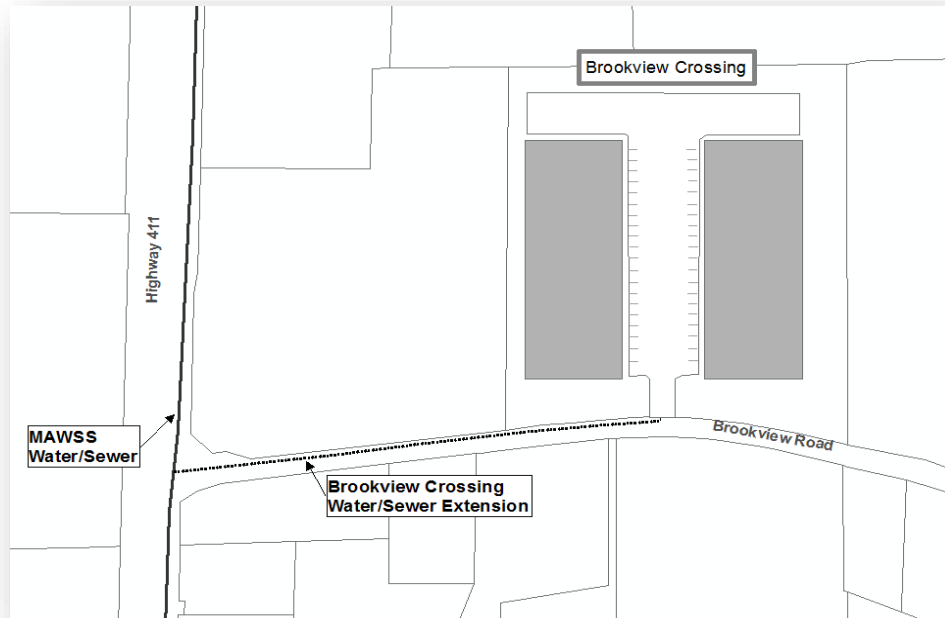 Brookview Crossing
Highway 411
MAWSS
Water/Sewer
Brookview Road
Brookview Crossing
Water/Sewer Extension